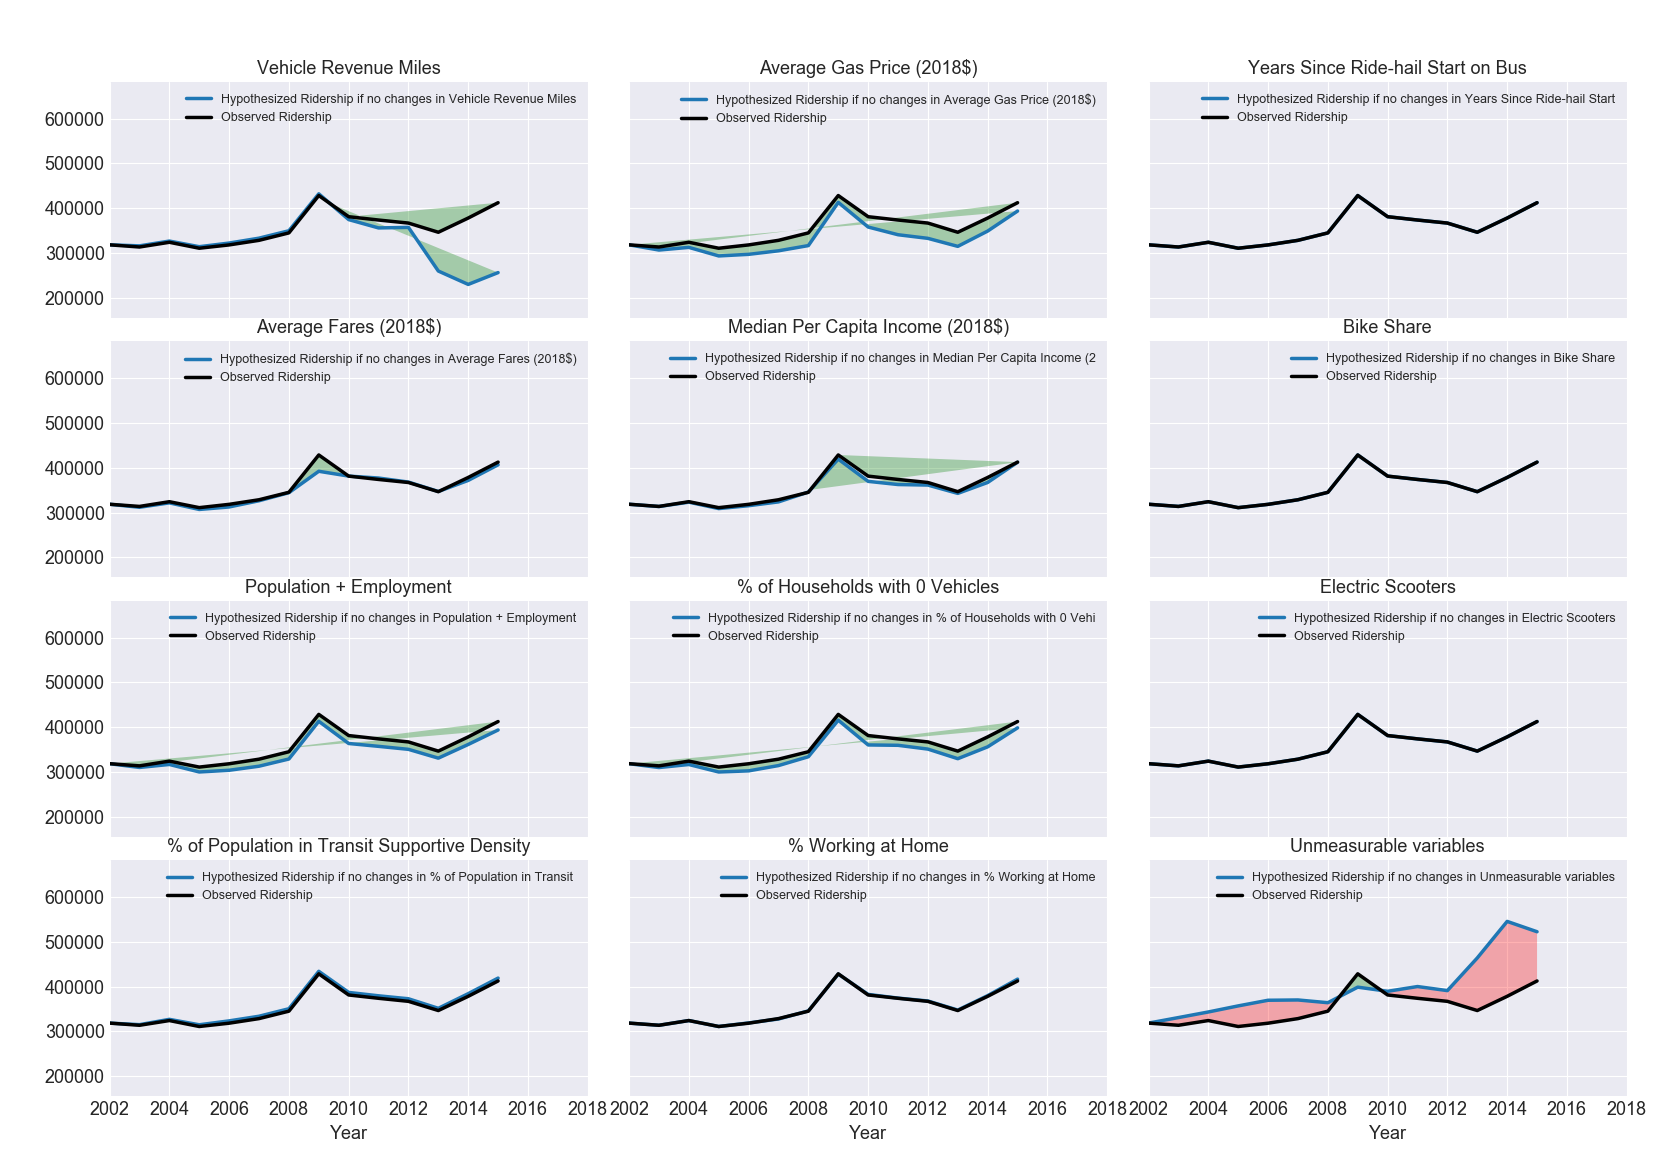 Vehicle Revenue Miles
Hypothesized Ridership if no changes in Vehicle Revenue Miles
Observed Ridership
600000
500000
400000
300000
200000
Average Gas Price (2018$)
Hypothesized Ridership if no changes in Average Gas Price (2018$)
Observed Ridership
Years Since Ride-hail Start on Bus
Hypothesized Ridership if no changes in Years Since Ride-hail Start
Observed Ridership
Average Fares (2018$)
Hypothesized Ridership if no changes in Average Fares (2018$)
Observed Ridership
600000
500000
400000
300000
200000
Median Per Capita Income (2018$)
Hypothesized Ridership if no changes in Median Per Capita Income (2
Observed Ridership
Bike Share
Hypothesized Ridership if no changes in Bike Share
Observed Ridership
Population + Employment
Hypothesized Ridership if no changes in Population + Employment
Observed Ridership
600000
500000
400000
300000
200000
% of Households with 0 Vehicles
Hypothesized Ridership if no changes in % of Households with 0 Vehi
Observed Ridership
Electric Scooters
Hypothesized Ridership if no changes in Electric Scooters
Observed Ridership
% of Population in Transit Supportive Density
Hypothesized Ridership if no changes in % of Population in Transit
Observed Ridership
600000
500000
400000
300000
200000
2002 2004 2006 2008 2010 2012 2014 2016 2018
Year
% Working at Home
Hypothesized Ridership if no changes in % Working at Home
Observed Ridership
2002 2004 2006 2008 2010 2012 2014 2016 2018
Year
Unmeasurable variables
Hypothesized Ridership if no changes in Unmeasurable variables
Observed Ridership
2002 2004 2006 2008 2010 2012 2014 2016 2018
Year